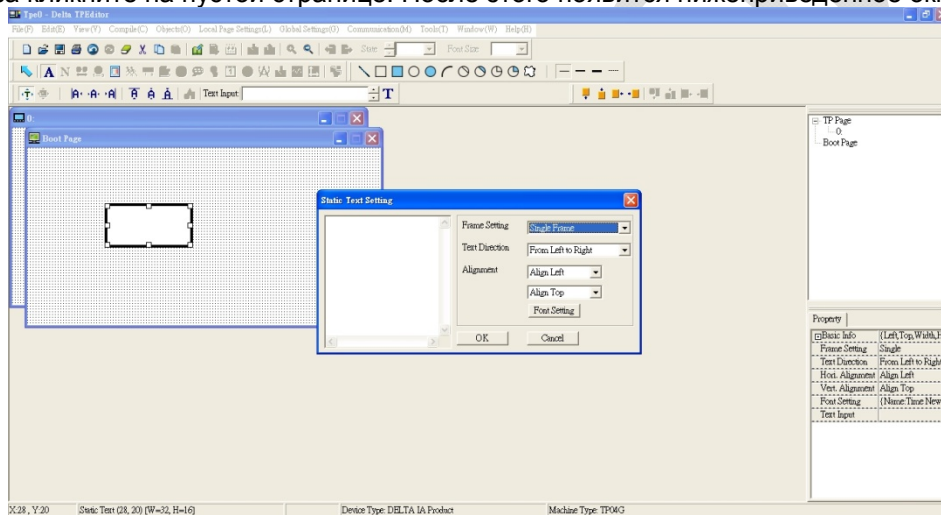 за кликните на пустой странице. После этого появится нижеприведенное ок
Tpe0 - Delta TPEditor
File(F) Edit(E) View(V) Compile(C) Objects(O) Local Page Settings(L) Global Settings(G) Communication(M) Tools(T) Window(W) Help(H)
Size Font Size
Text Input
0:
Boot Page
TP Page
0:
Boot Page
Static Text Setting
Frame Setting Single Frame
Text Direction From Left to Right
Alignment Align Left
Align Top
Font Setting
OK Cancel
Property
Basic Info {Left,Top,Width,H
Frame Setting Single
Text Direction From Left to Righ
Hori. Alignment Align Left
Vert. Alignment Align Top
Font Setting {Name:Time New
Text Input
X:28 , Y:20 Static Text (28, 20) [W=32, H=16] Device Type: DELTA IA Product Machine Type: TP04G